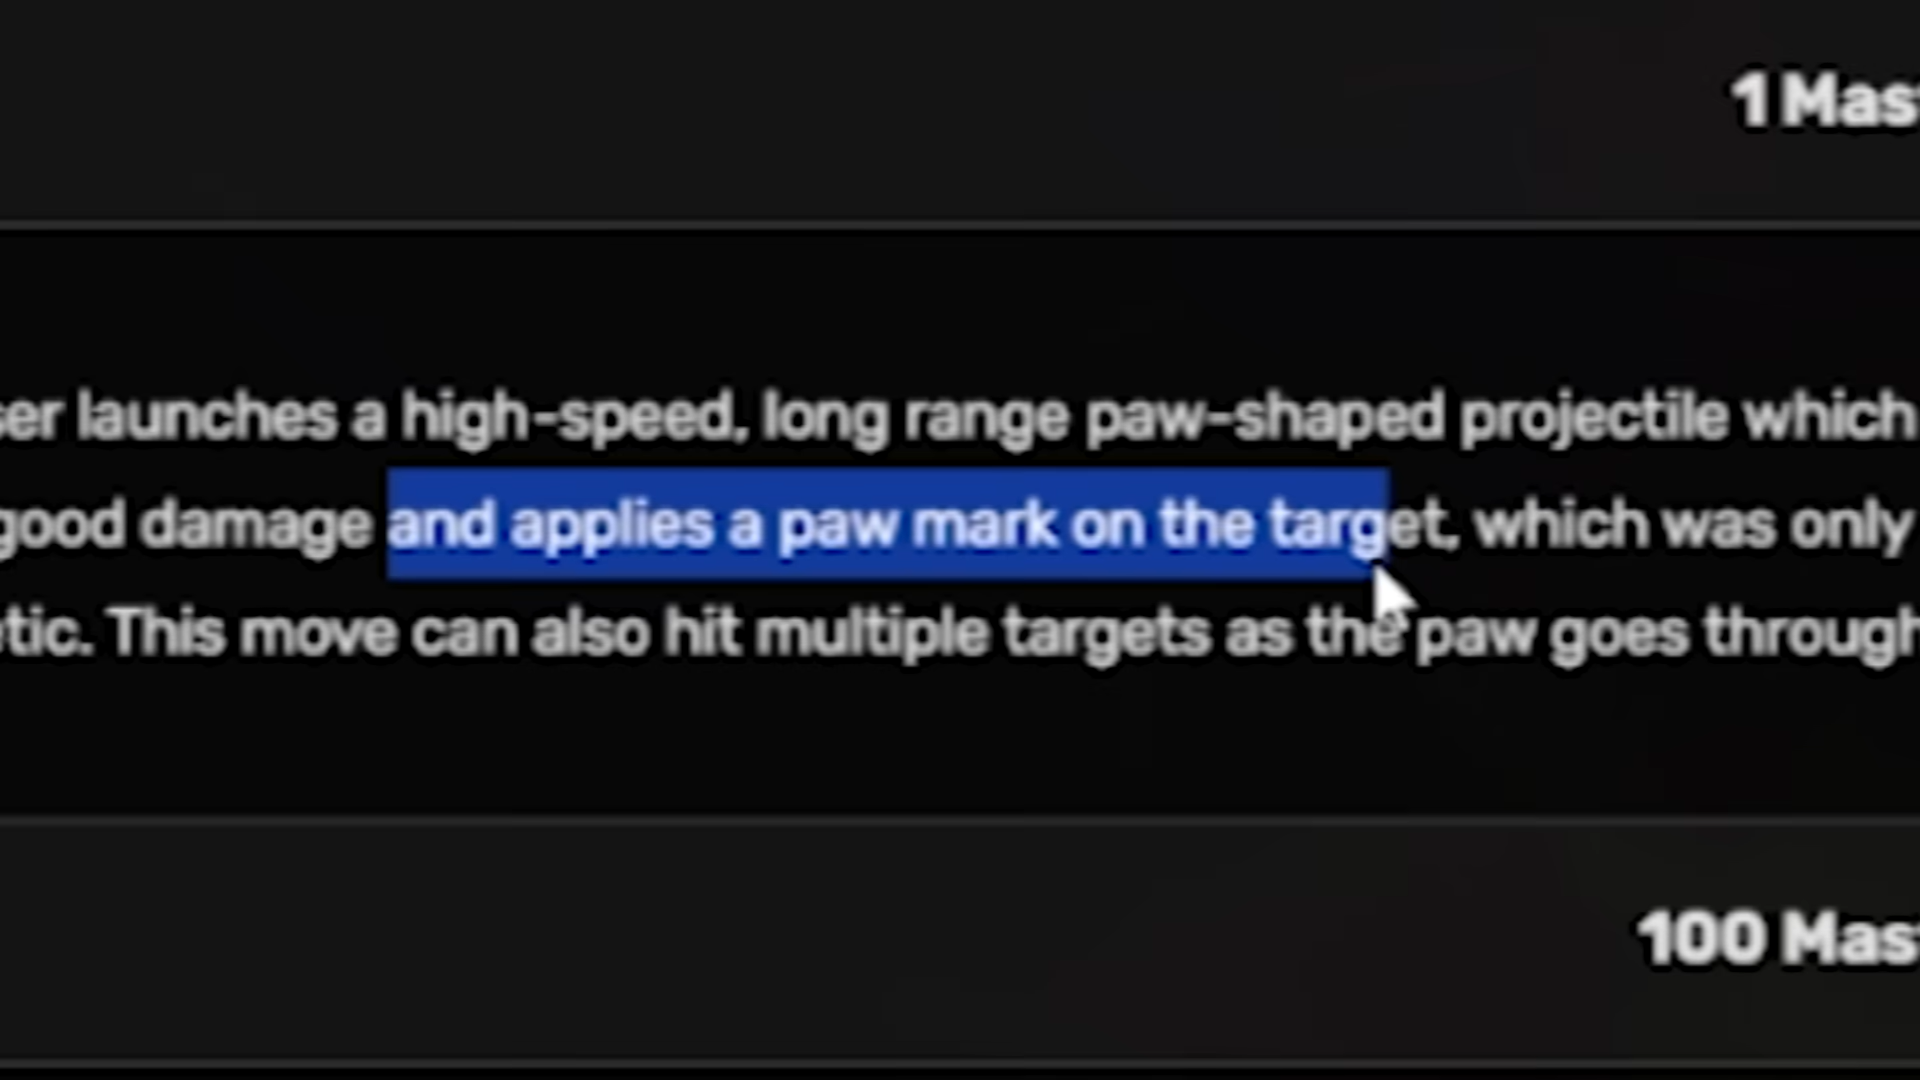 1 Mas
ser launches a high-speed, long range paw-shaped projectile which
good damage and applies a paw mark on the target, which was only
tic. This move can also hit multiple targets as the paw goes through
100 Mas